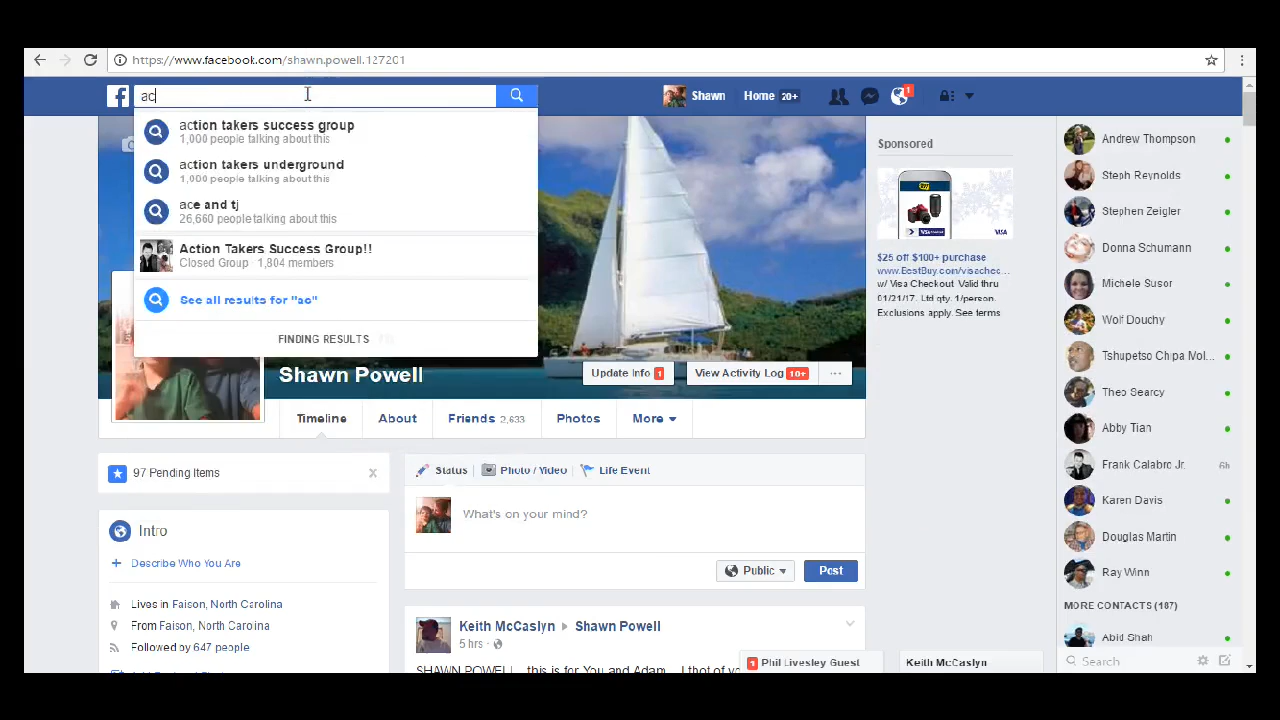 https://www.facebook.com/shawn.powell.127201
ac
Shawn
Home 20+
1
action takers success group
1,000 people talking about this
action takers underground
1,000 people talking about this
ace and tj
26,660 people talking about this
Action Takers Success Group!!
Closed Group · 1,804 members
See all results for "ac"
FINDING RESULTS
Shawn Powell
Update Info 1
View Activity Log 10+
Timeline
About
Friends 2,633
Photos
More
97 Pending Items
x
Intro
Describe Who You Are
Lives in Faison, North Carolina
From Faison, North Carolina
Followed by 647 people
Status
Photo / Video
Life Event
What's on your mind?
Public
Post
Keith McCaslyn ▸ Shawn Powell
5 hrs ·
SHAWN POWELL
this is for You and Adam
I thot of
Sponsored
VISA
$25 off $100+ purchase
www.BestBuy.com/visachec...
w/ Visa Checkout. Valid thru
01/21/17. Ltd qty. 1/person.
Exclusions apply. See terms
Andrew Thompson
Steph Reynolds
Stephen Zeigler
Donna Schumann
Michele Susor
Wolf Douchy
Tshupetso Chipa Mol...
Theo Searcy
Abby Tian
Frank Calabro Jr. 6h
Karen Davis
Douglas Martin
Ray Winn
MORE CONTACTS (187)
Abid Shah
Search
1 Phil Livesley Guest
Keith McCaslyn